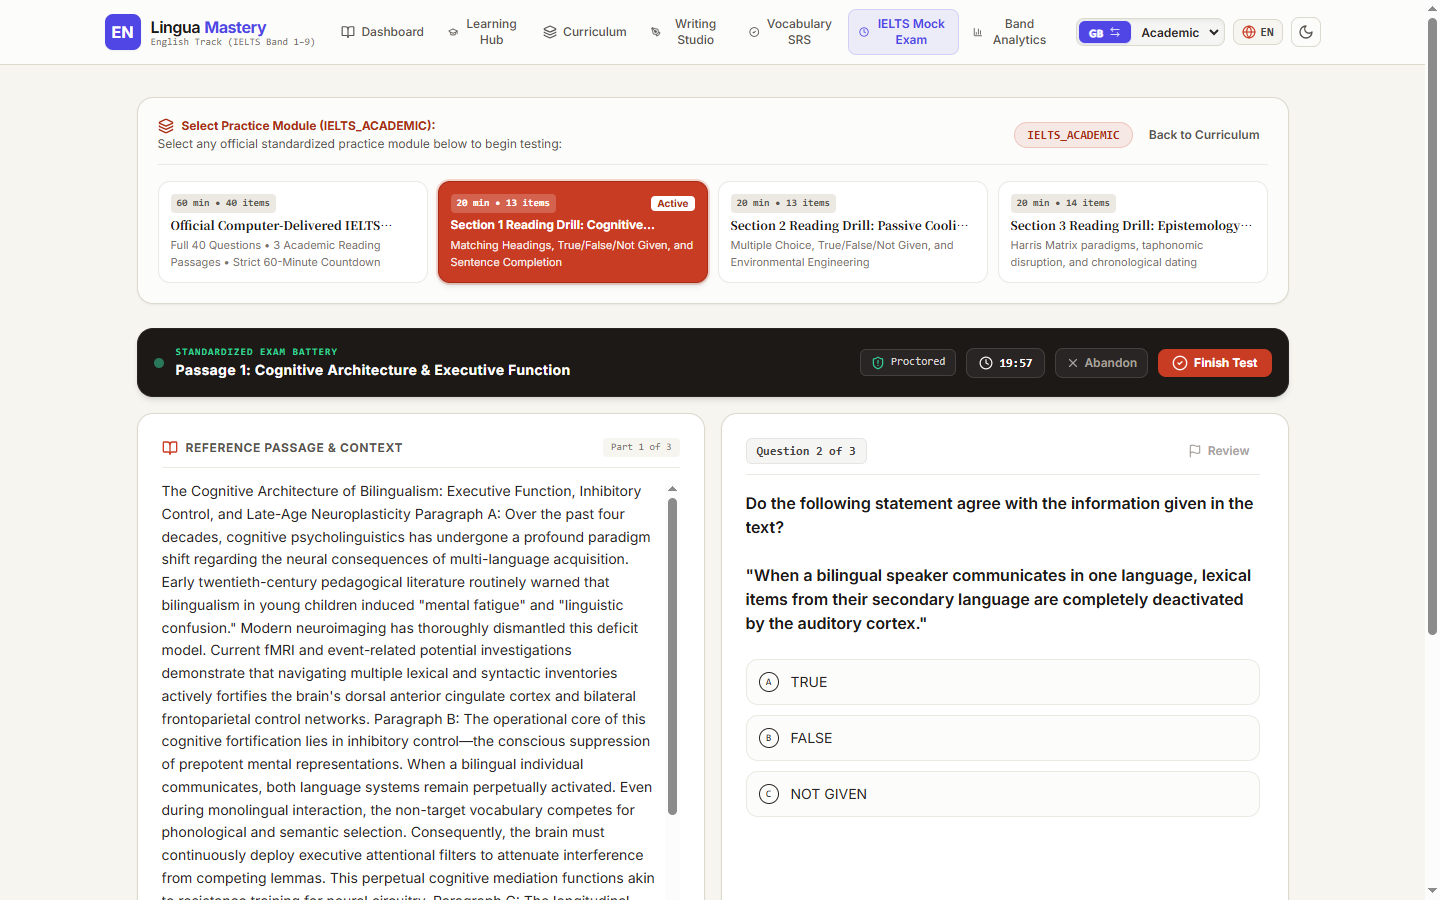 EN
Lingua Mastery
English Track (IELTS Band 1-9)
Dashboard
Learning Hub
Curriculum
Writing Studio
Vocabulary SRS
IELTS Mock Exam
Band Analytics
GB
Academic
EN
Select Practice Module (IELTS_ACADEMIC):
Select any official standardized practice module below to begin testing:
IELTS_ACADEMIC
Back to Curriculum
60 min • 40 items
Official Computer-Delivered IELTS…
Full 40 Questions • 3 Academic Reading
Passages • Strict 60-Minute Countdown
20 min • 13 items
Active
Section 1 Reading Drill: Cognitive…
Matching Headings, True/False/Not Given, and
Sentence Completion
20 min • 13 items
Section 2 Reading Drill: Passive Cooli…
Multiple Choice, True/False/Not Given, and
Environmental Engineering
20 min • 14 items
Section 3 Reading Drill: Epistemology…
Harris Matrix paradigms, taphonomic
disruption, and chronological dating
STANDARDIZED EXAM BATTERY
Passage 1: Cognitive Architecture & Executive Function
Proctored
19:57
Abandon
Finish Test
REFERENCE PASSAGE & CONTEXT
Part 1 of 3
The Cognitive Architecture of Bilingualism: Executive Function, Inhibitory
Control, and Late-Age Neuroplasticity Paragraph A: Over the past four
decades, cognitive psycholinguistics has undergone a profound paradigm
shift regarding the neural consequences of multi-language acquisition.
Early twentieth-century pedagogical literature routinely warned that
bilingualism in young children induced "mental fatigue" and "linguistic
confusion." Modern neuroimaging has thoroughly dismantled this deficit
model. Current fMRI and event-related potential investigations
demonstrate that navigating multiple lexical and syntactic inventories
actively fortifies the brain's dorsal anterior cingulate cortex and bilateral
frontoparietal control networks. Paragraph B: The operational core of this
cognitive fortification lies in inhibitory control—the conscious suppression
of prepotent mental representations. When a bilingual individual
communicates, both language systems remain perpetually activated. Even
during monolingual interaction, the non-target vocabulary competes for
phonological and semantic selection. Consequently, the brain must
continuously deploy executive attentional filters to attenuate interference
from competing lemmas. This perpetual cognitive mediation functions akin
to resistance training for neural circuitry. Paragraph C: The longitudinal
Question 2 of 3
Review
Do the following statement agree with the information given in the
text?
"When a bilingual speaker communicates in one language, lexical
items from their secondary language are completely deactivated
by the auditory cortex."
A TRUE
B FALSE
C NOT GIVEN